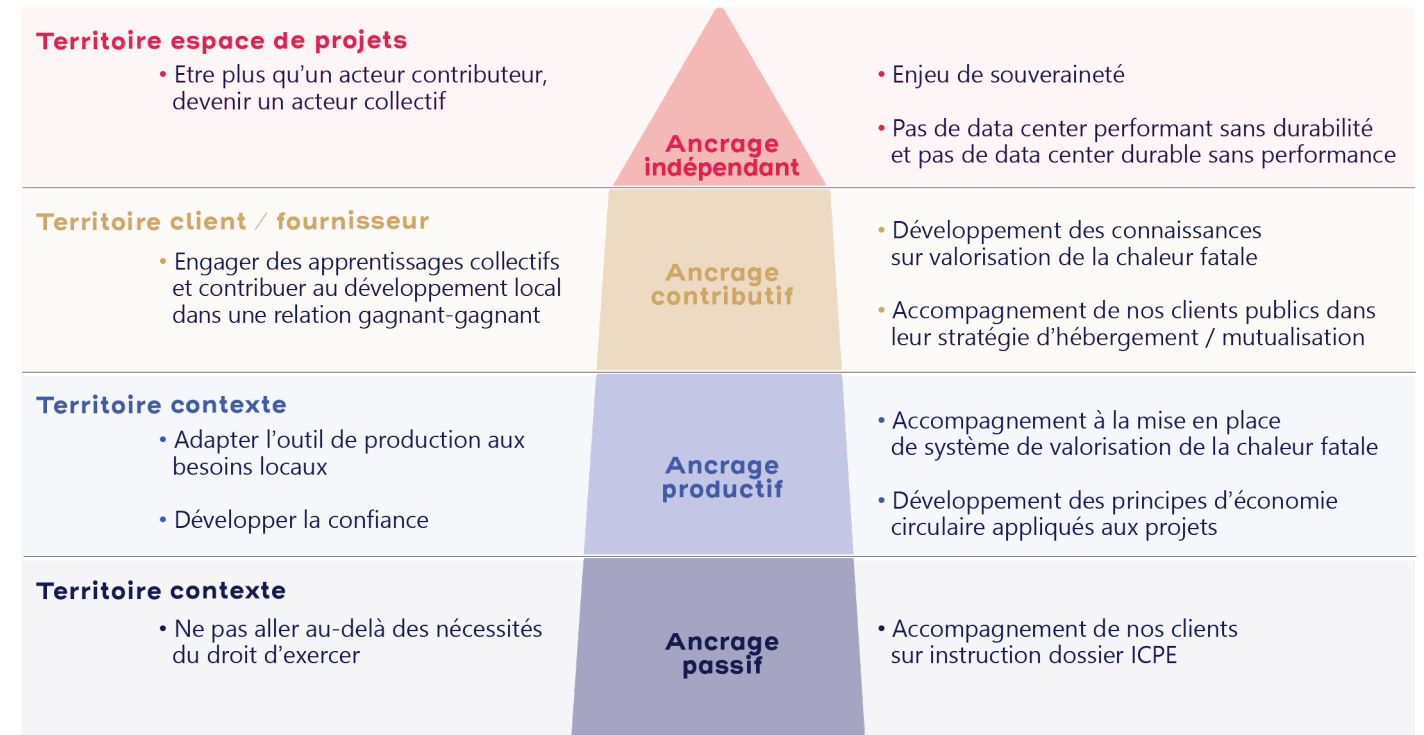 Territoire espace de projets
• Etre plus qu’un acteur contributeur,
devenir un acteur collectif
Ancrage
indépendant
• Enjeu de souveraineté
• Pas de data center performant sans durabilité
et pas de data center durable sans performance
Territoire client / fournisseur
• Engager des apprentissages collectifs
et contribuer au développement local
dans une relation gagnant-gagnant
Ancrage
contributif
• Développement des connaissances
sur valorisation de la chaleur fatale
• Accompagnement de nos clients publics dans
leur stratégie d’hébergement / mutualisation
Territoire contexte
• Adapter l’outil de production aux
besoins locaux
• Développer la confiance
Ancrage
productif
• Accompagnement à la mise en place
de système de valorisation de la chaleur fatale
• Développement des principes d’économie
circulaire appliqués aux projets
Territoire contexte
• Ne pas aller au-delà des nécessités
du droit d’exercer
Ancrage
passif
• Accompagnement de nos clients
sur instruction dossier ICPE